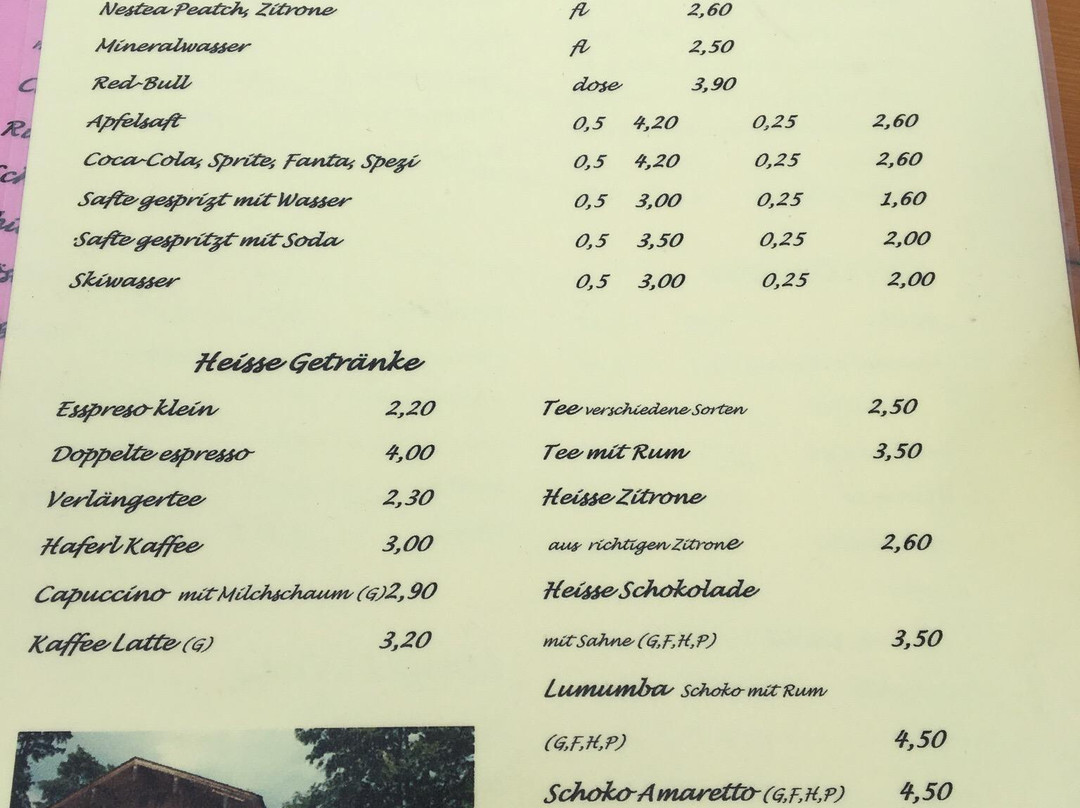 Nestea Peatch, Zitrone fl 2,60
Mineralwasser fl 2,50
Red-Bull dose 3,90
Apfelsaft 0,5 4,20 0,25 2,60
Coca-Cola, Sprite, Fanta, Spezi 0,5 4,20 0,25 2,60
Safte gesprizt mit Wasser 0,5 3,00 0,25 1,60
Safte gespritzt mit Soda 0,5 3,50 0,25 2,00
Skiwasser 0,5 3,00 0,25 2,00
Heisse Getränke
Esspreso klein 2,20
Doppelte espresso 4,00
Verlängertee 2,30
Haferl Kaffee 3,00
Capuccino mit Milchschaum (G) 2,90
Kaffee Latte (G) 3,20
Tee verschiedene Sorten 2,50
Tee mit Rum 3,50
Heisse Zitrone
aus richtigen Zitrone 2,60
Heisse Schokolade
mit Sahne (G,F,H,P) 3,50
Lumumba Schoko mit Rum
(G,F,H,P) 4,50
Schoko Amaretto (G,F,H,P) 4,50